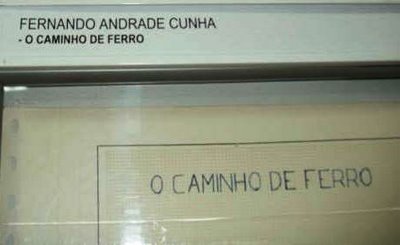 FERNANDO ANDRADE CUNHA
- O CAMINHO DE FERRO
O CAMINHO DE FERRO